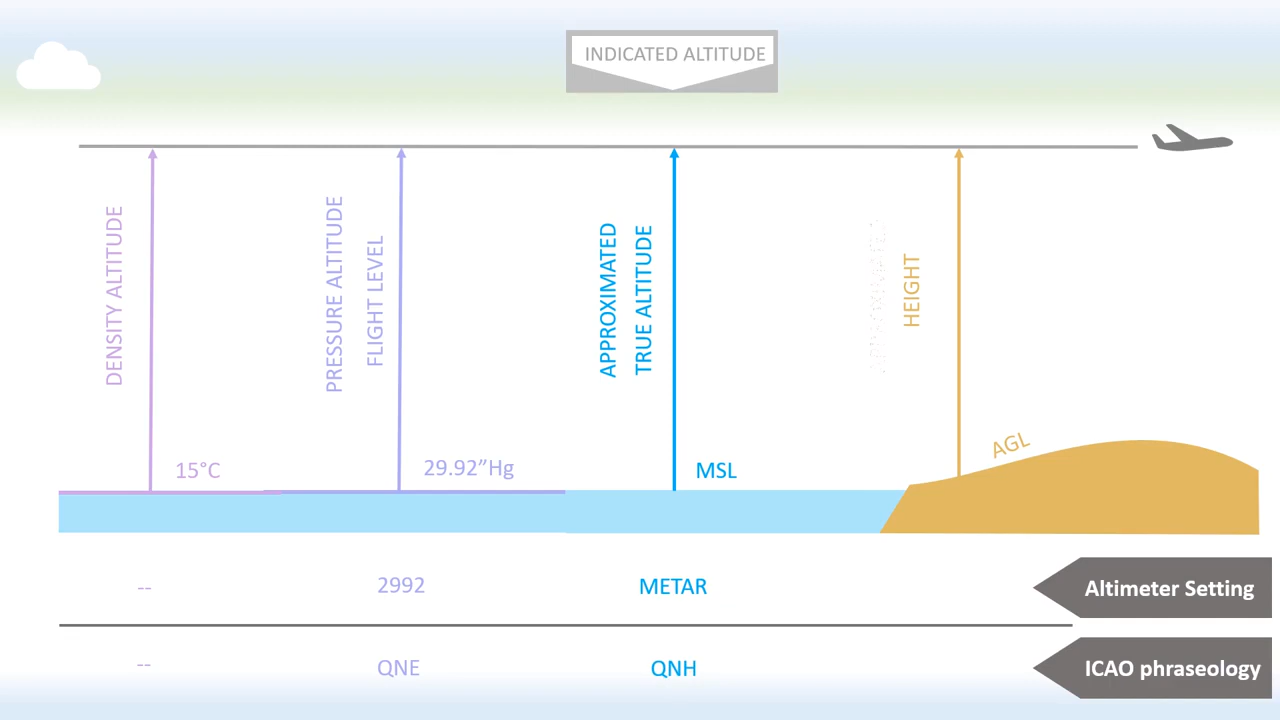 INDICATED ALTITUDE
DENSITY ALTITUDE
PRESSURE ALTITUDE
FLIGHT LEVEL
APPROXIMATED
TRUE ALTITUDE
HEIGHT
AGL
15°C
29.92”Hg
MSL
-- 2992 METAR Altimeter Setting
-- QNE QNH ICAO phraseology